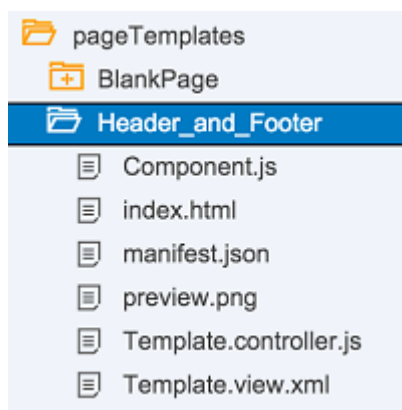 pageTemplates
BlankPage
Header_and_Footer
Component.js
index.html
manifest.json
preview.png
Template.controller.js
Template.view.xml